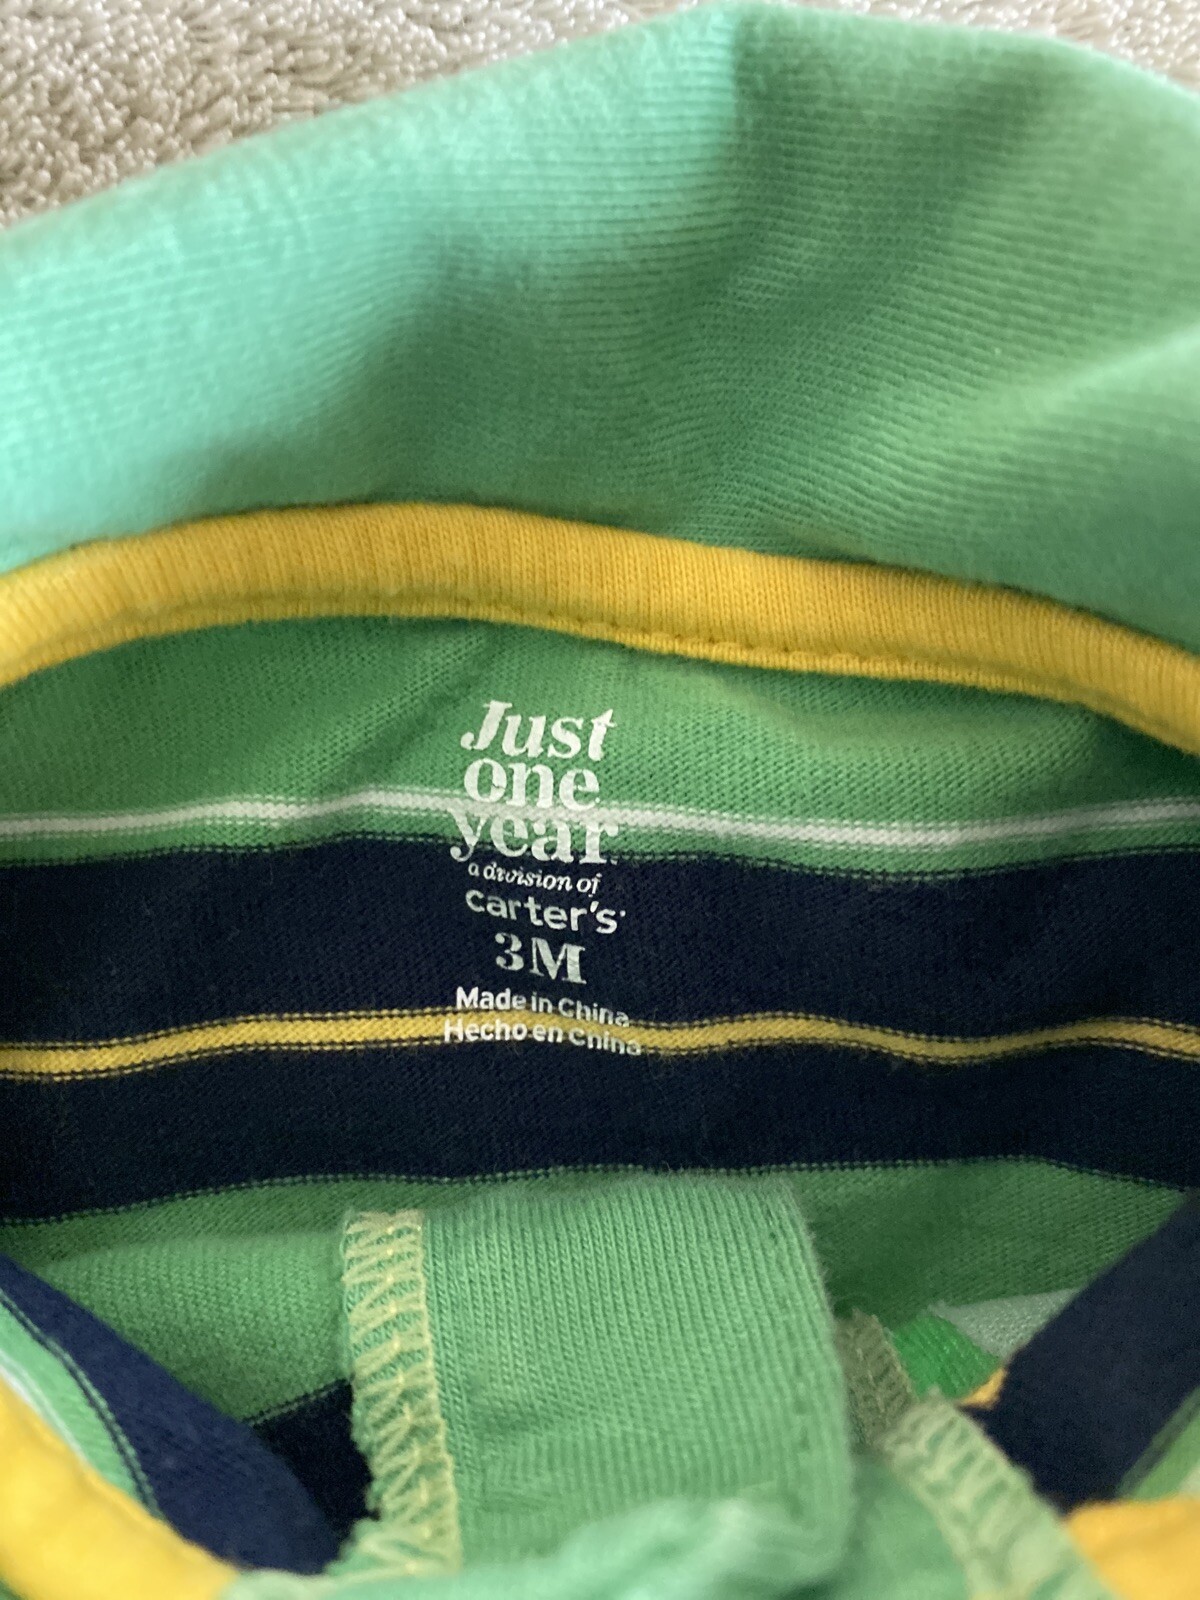 Just
one
year.
a division of
carter's
3M
Made in China
Hecho en China